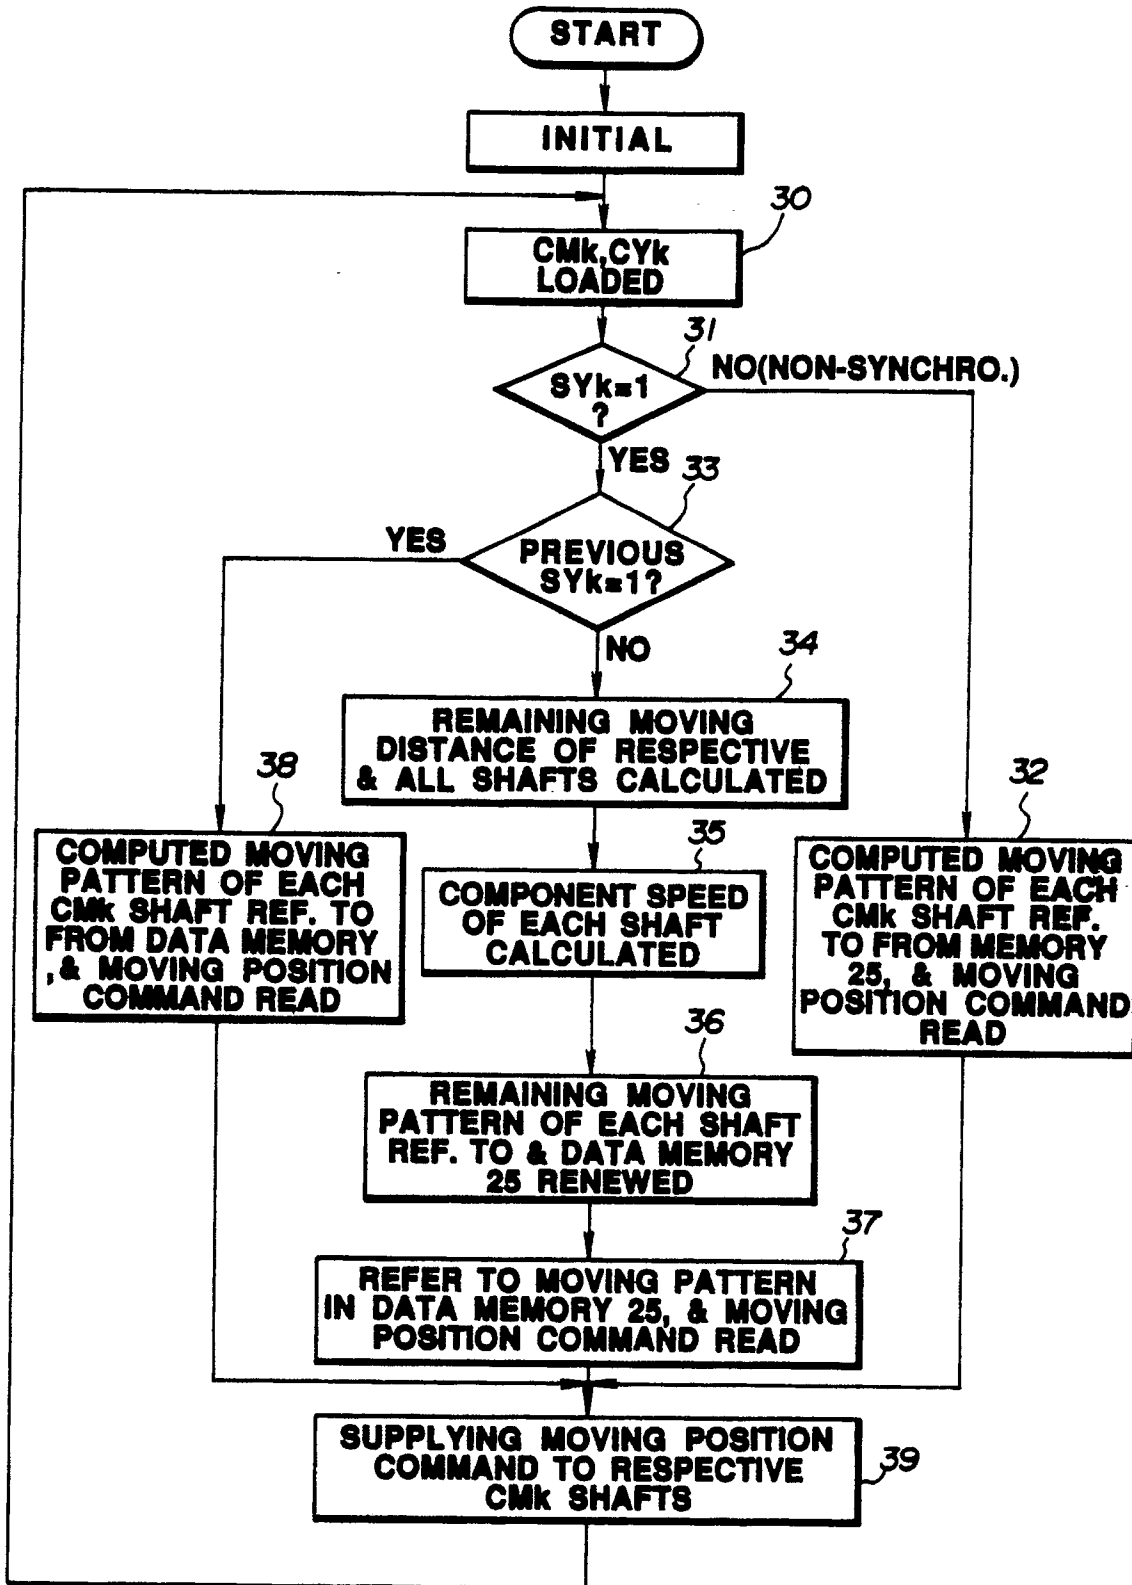 START
INITIAL
30
CMk,CYk
LOADED
31
NO(NON-SYNCHRO.)
SYk=1
?
YES
33
YES
PREVIOUS
SYk=1?
NO
34
REMAINING MOVING
DISTANCE OF RESPECTIVE
& ALL SHAFTS CALCULATED
38
COMPUTED MOVING
PATTERN OF EACH
CMk SHAFT REF. TO
FROM DATA MEMORY
,& MOVING POSITION
COMMAND READ
35
COMPONENT SPEED
OF EACH SHAFT
CALCULATED
32
COMPUTED MOVING
PATTERN OF EACH
CMk SHAFT REF.
TO FROM MEMORY
25, & MOVING
POSITION COMMAND
READ
36
REMAINING MOVING
PATTERN OF EACH SHAFT
REF. TO & DATA MEMORY
25 RENEWED
37
REFER TO MOVING PATTERN
IN DATA MEMORY 25, & MOVING
POSITION COMMAND READ
SUPPLYING MOVING POSITION
COMMAND TO RESPECTIVE
CMk SHAFTS
39